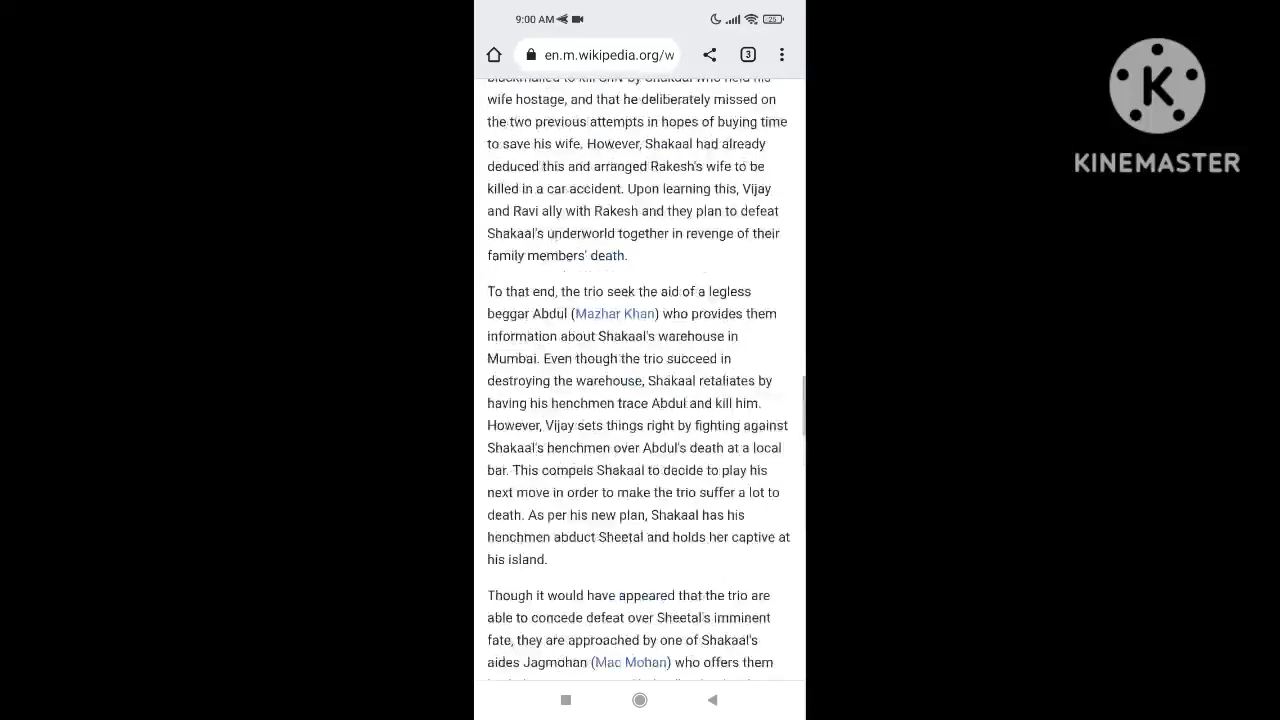 9:00 AM
25
en.m.wikipedia.org/w
3
K
KINEMASTER
wife hostage, and that he deliberately missed on
the two previous attempts in hopes of buying time
to save his wife. However, Shakaal had already
deduced this and arranged Rakesh's wife to be
killed in a car accident. Upon learning this, Vijay
and Ravi ally with Rakesh and they plan to defeat
Shakaal's underworld together in revenge of their
family members' death.
To that end, the trio seek the aid of a legless
beggar Abdul (Mazhar Khan) who provides them
information about Shakaal's warehouse in
Mumbai. Even though the trio succeed in
destroying the warehouse, Shakaal retaliates by
having his henchmen trace Abdul and kill him.
However, Vijay sets things right by fighting against
Shakaal's henchmen over Abdul's death at a local
bar. This compels Shakaal to decide to play his
next move in order to make the trio suffer a lot to
death. As per his new plan, Shakaal has his
henchmen abduct Sheetal and holds her captive at
his island.
Though it would have appeared that the trio are
able to concede defeat over Sheetal's imminent
fate, they are approached by one of Shakaal's
aides Jagmohan (Mac Mohan) who offers them